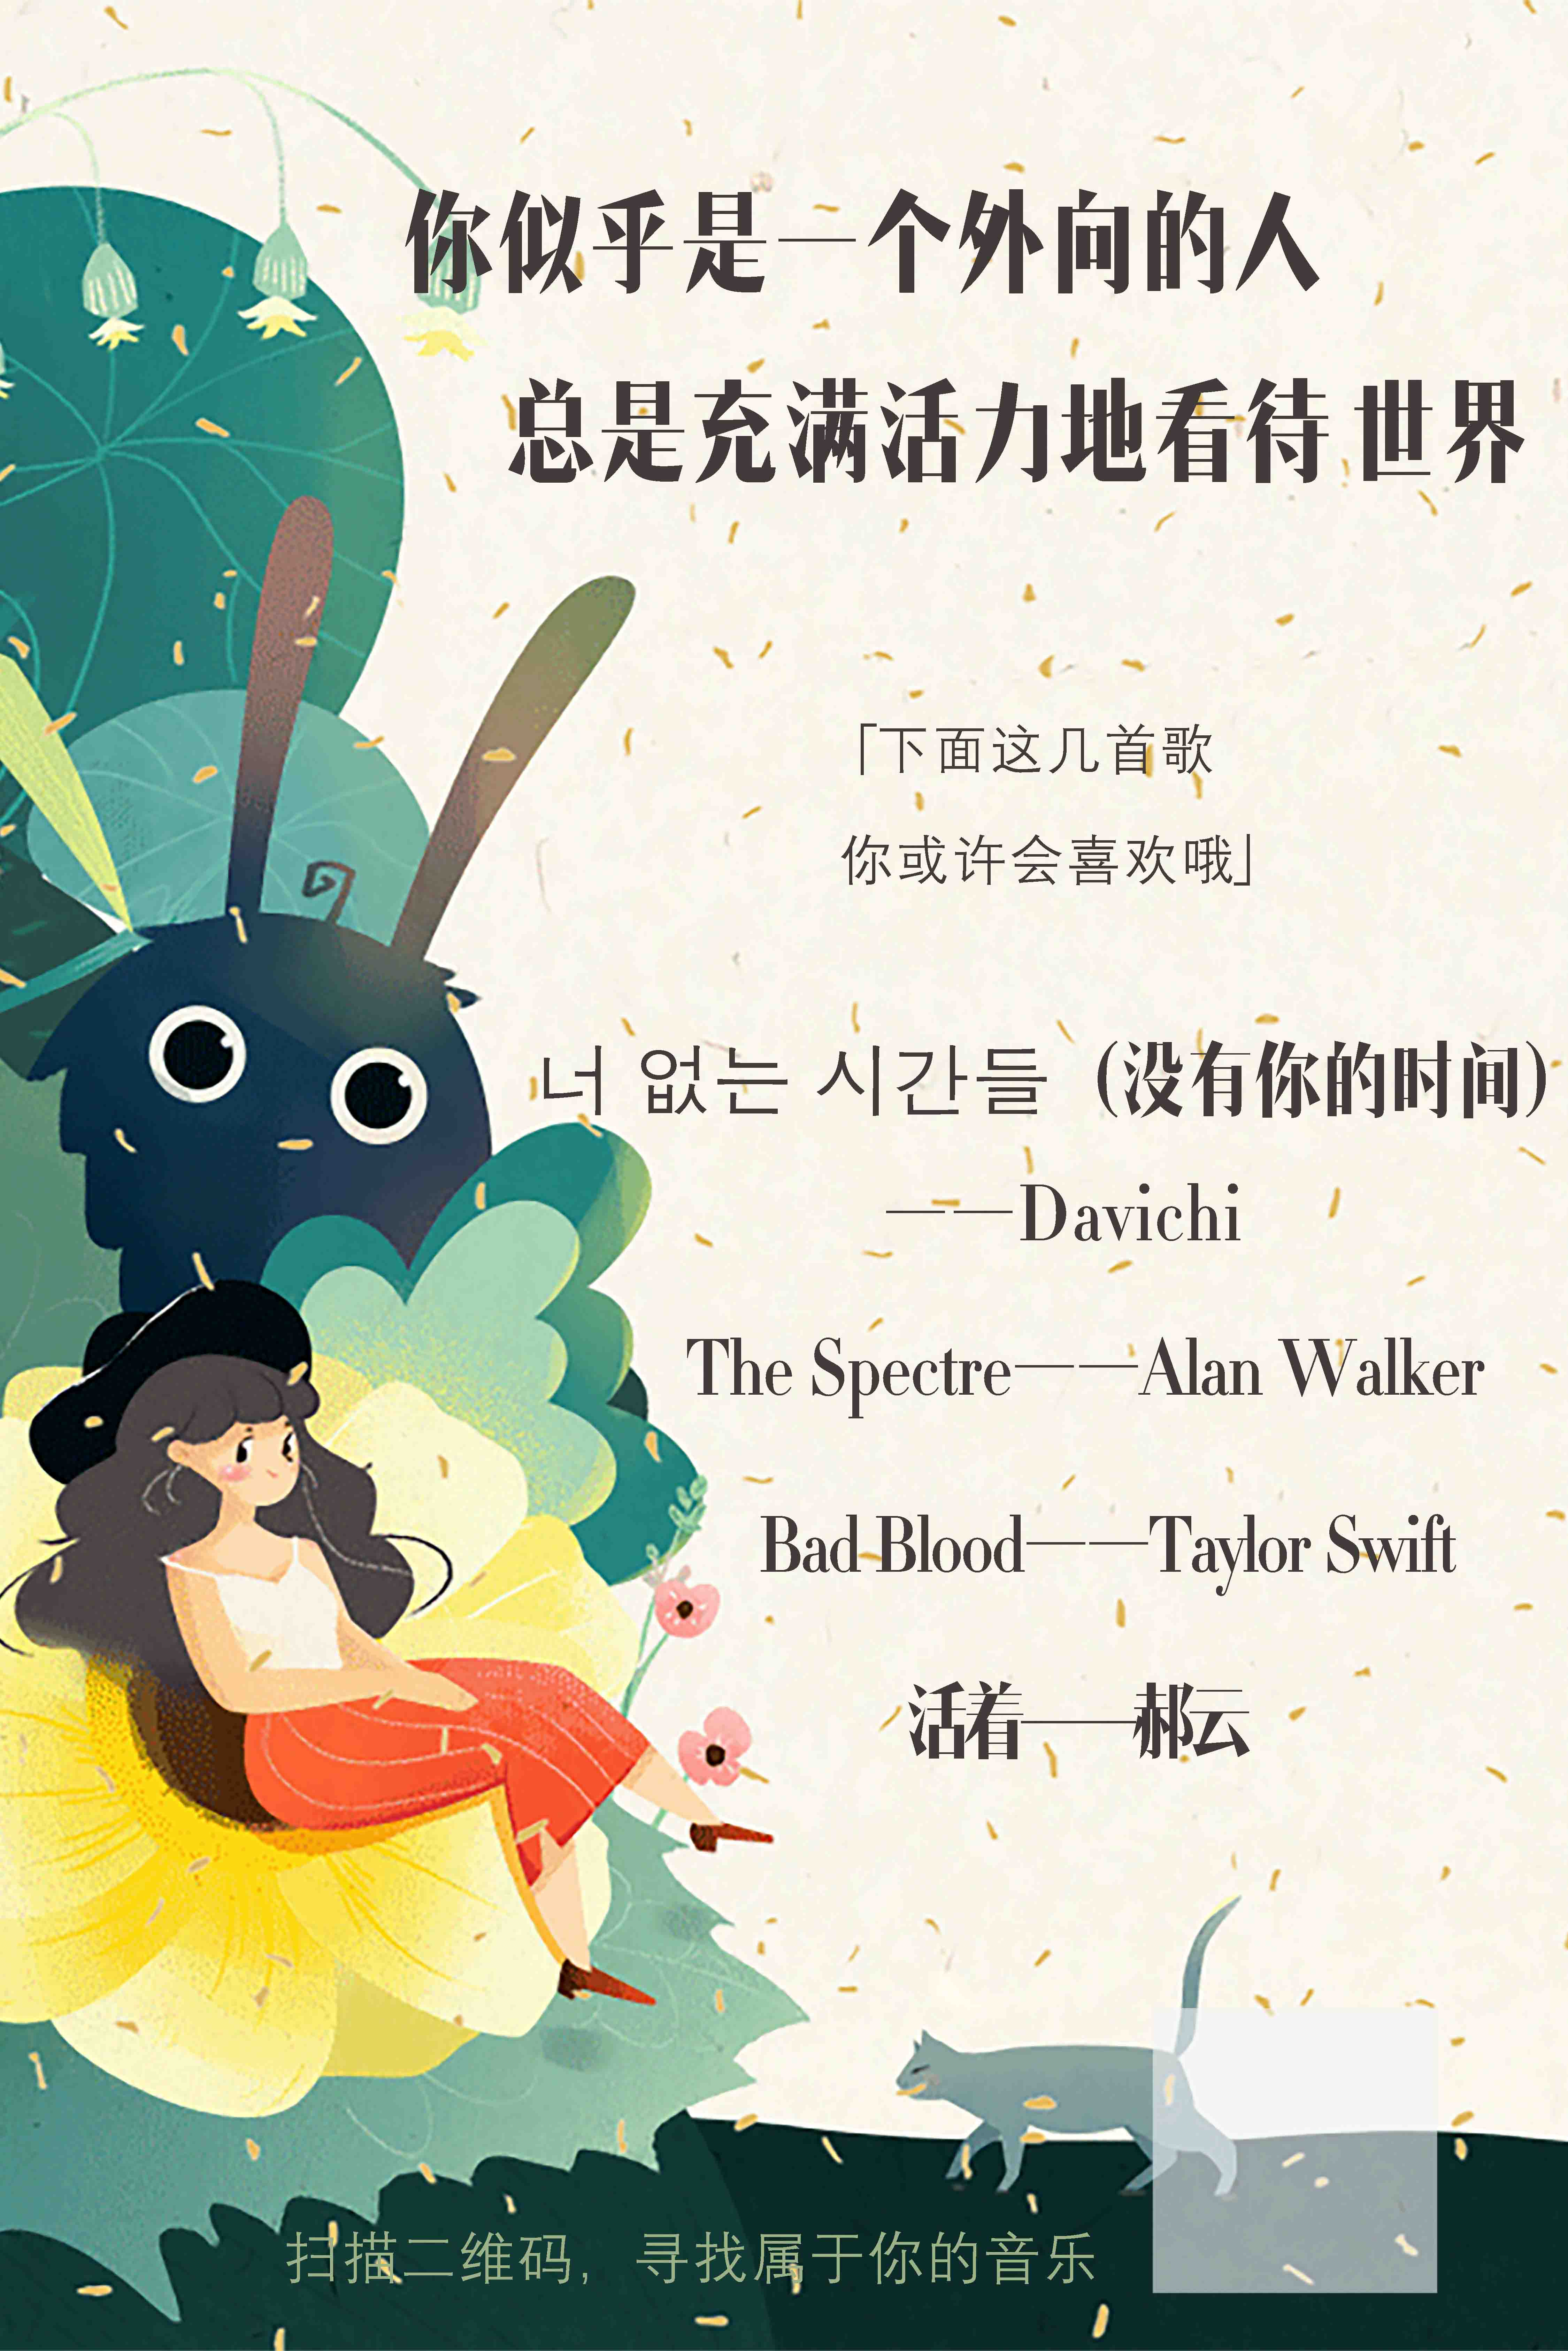 你似乎是一个外向的人
总是充满活力地看待 世界
「下面这几首歌
你或许会喜欢哦」
너 없는 시간들 (没有你的时间)
——Davichi
The Spectre——Alan Walker
Bad Blood——Taylor Swift
活着——郝云
扫描二维码，寻找属于你的音乐